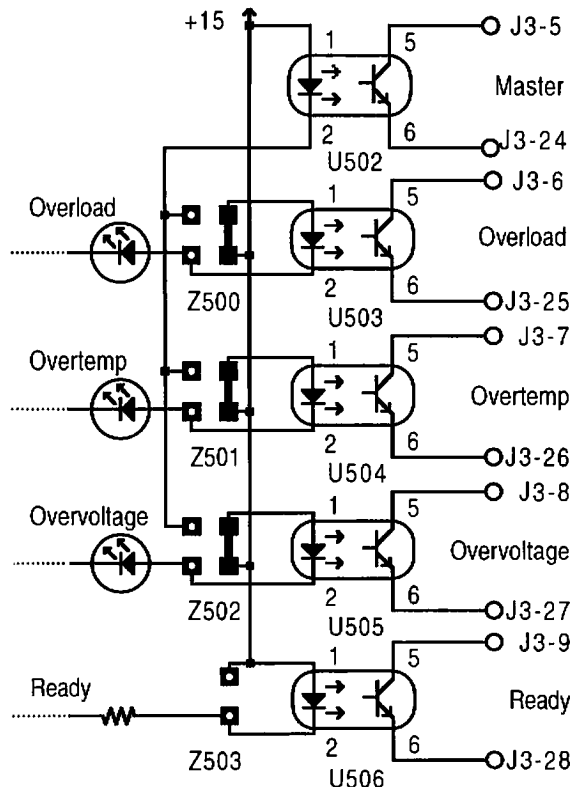 +15
1
5
J3-5
Master
2
6
J3-24
U502
Overload
1
5
J3-6
Overload
2
6
J3-25
Z500
U503
Overtemp
1
5
J3-7
Overtemp
2
6
J3-26
Z501
U504
Overvoltage
1
5
J3-8
Overvoltage
2
6
J3-27
Z502
U505
Ready
1
5
J3-9
Ready
2
6
J3-28
Z503
U506